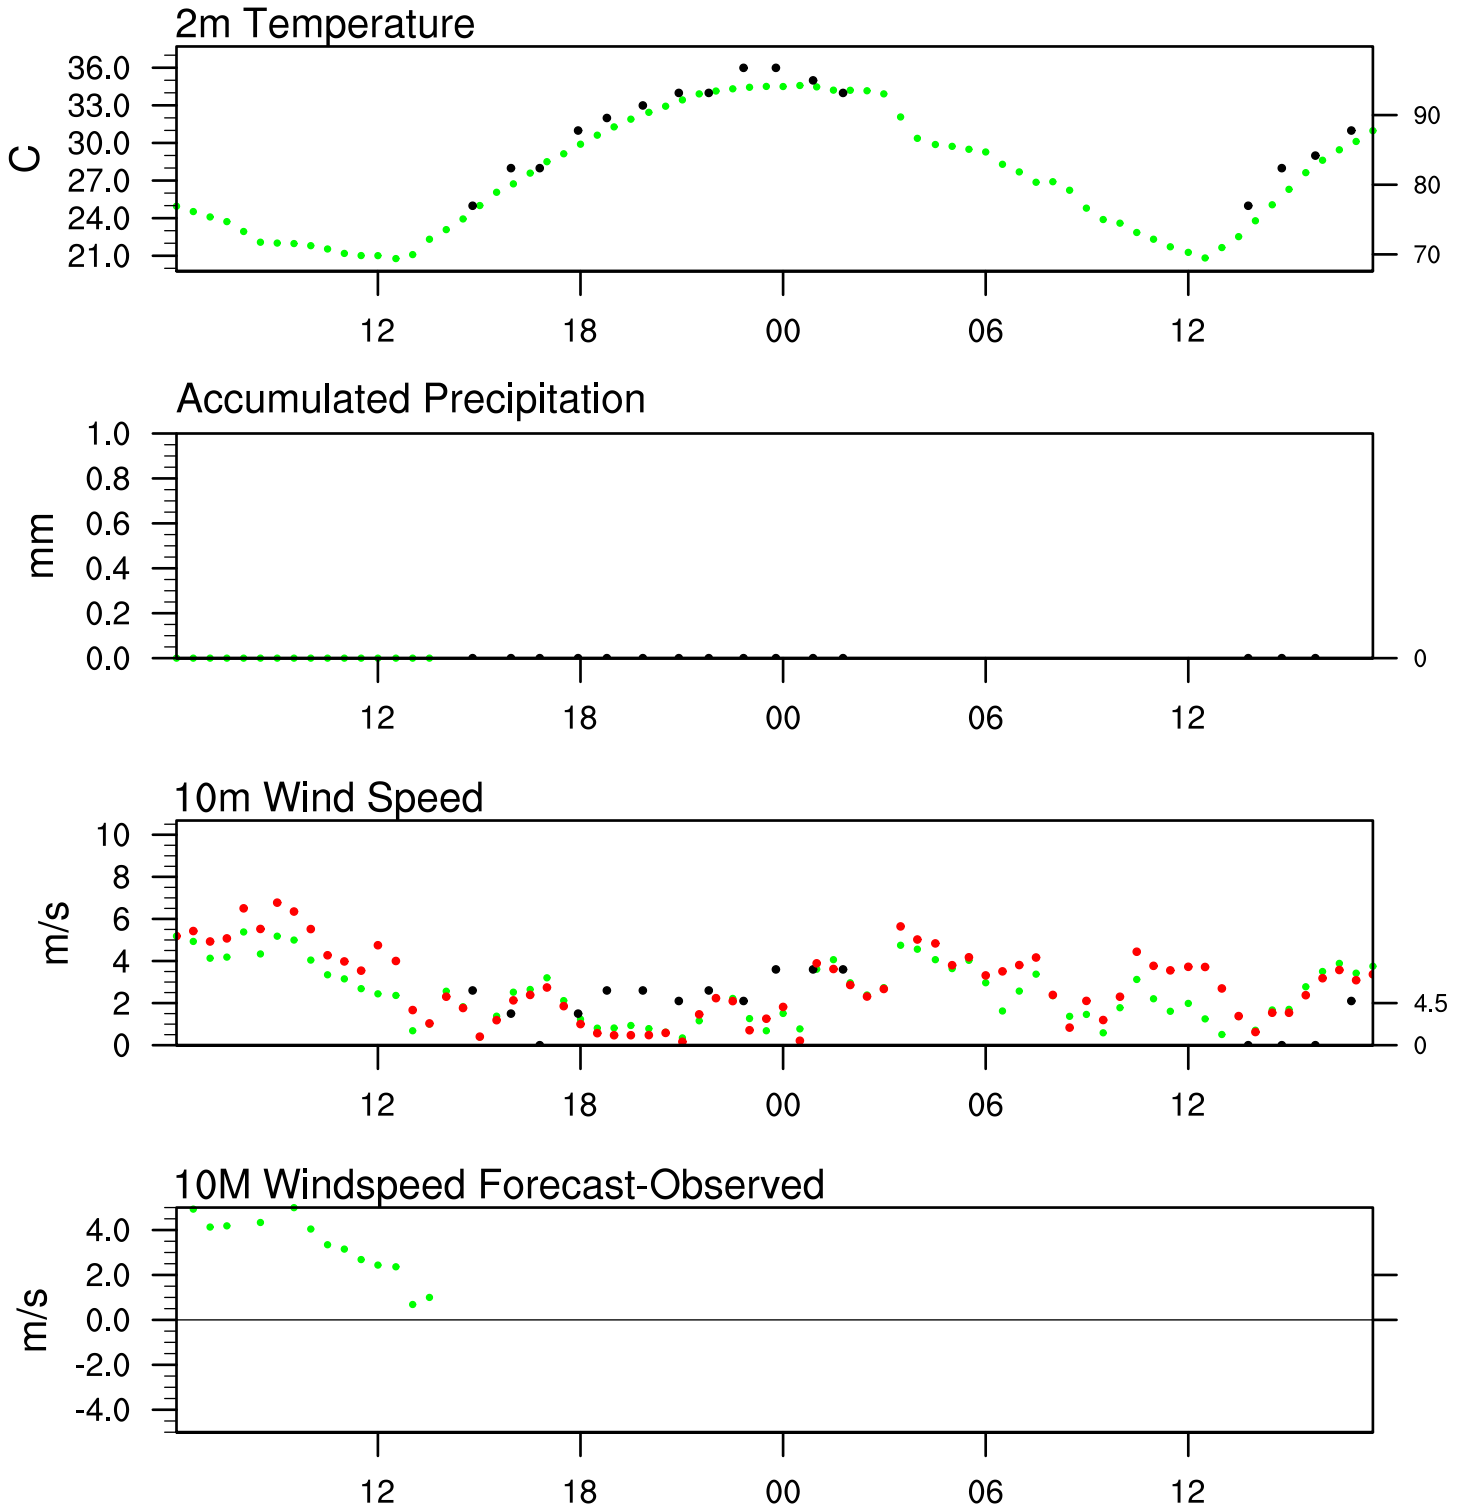 2m Temperature
36.0
33.0
30.0
27.0
24.0
21.0
C
90
80
70
12 18 00 06 12
Accumulated Precipitation
1.0
0.8
0.6
0.4
0.2
0.0
mm
0
12 18 00 06 12
10m Wind Speed
10
8
6
4
2
0
m/s
4.5
0
12 18 00 06 12
10M Windspeed Forecast-Observed
4.0
2.0
0.0
-2.0
-4.0
m/s
12 18 00 06 12